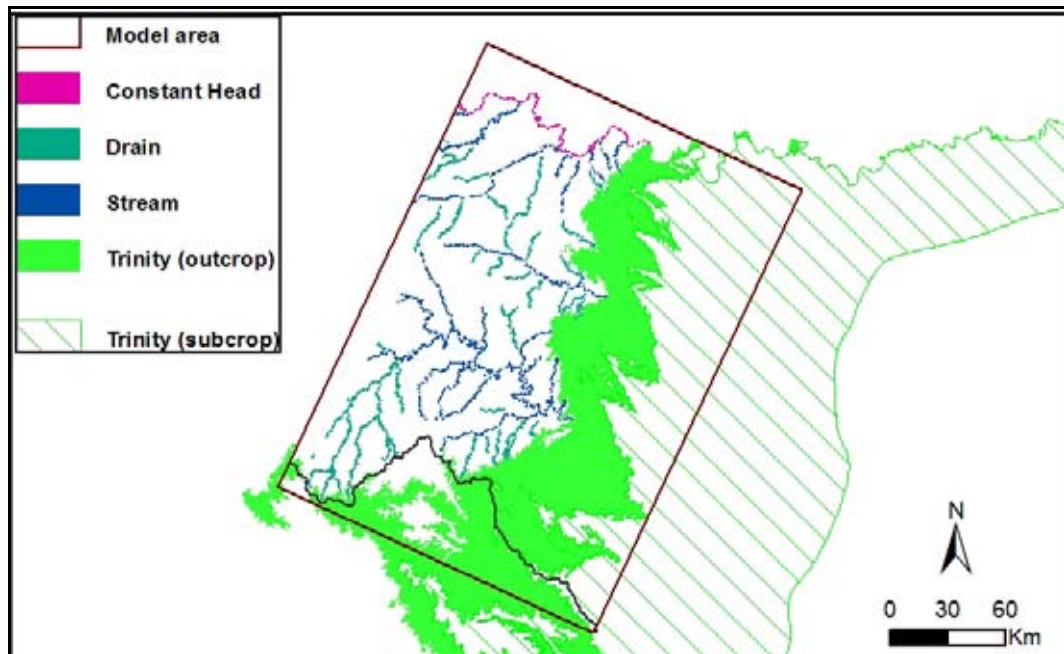 Model area
Constant Head
Drain
Stream
Trinity (outcrop)
Trinity (subcrop)
N
0 30 60
Km